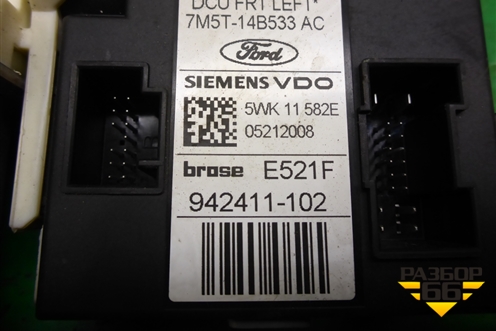 DCU FRT LEFT*
7M5T-14B533 AC
Ford
SIEMENS VDO
5WK 11 582E
05212008
brose E521F
942411-102
РАЗБОР
66